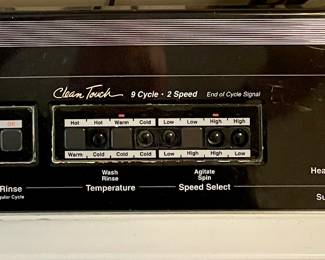 Clean Touch 9 Cycle • 2 Speed End of Cycle Signal
Hot Hot Warm Cold Low Low High High
Warm Cold Cold Cold Low High High Low
Rinse
Wash
Rinse
Temperature
Agitate
Spin
Speed Select